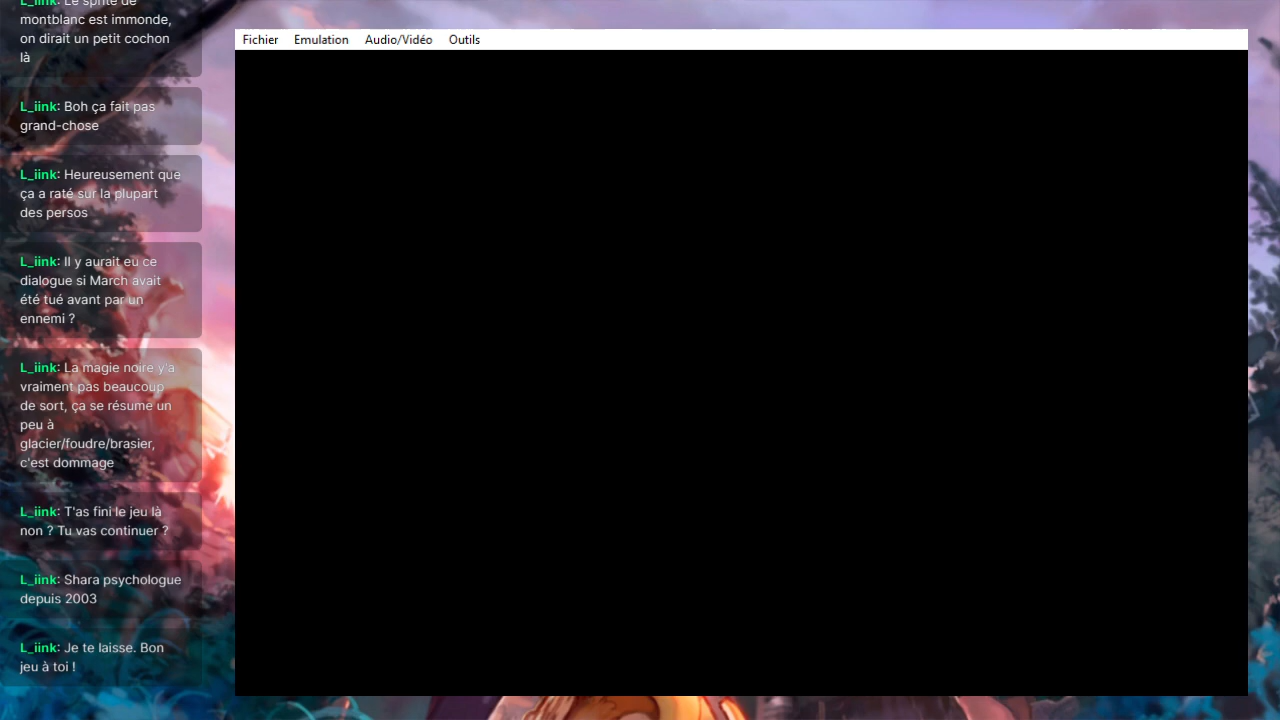 L_iink: Le sprite de
montblanc est immonde,
on dirait un petit cochon
là
L_iink: Boh ça fait pas
grand-chose
L_iink: Heureusement que
ça a raté sur la plupart
des persos
L_iink: Il y aurait eu ce
dialogue si March avait
été tué avant par un
ennemi ?
L_iink: La magie noire y'a
vraiment pas beaucoup
de sort, ça se résume un
peu à
glacier/foudre/brasier,
c'est dommage
L_iink: T'as fini le jeu là
non ? Tu vas continuer ?
L_iink: Shara psychologue
depuis 2003
L_iink: Je te laisse. Bon
jeu à toi !
Fichier Emulation Audio/Vidéo Outils